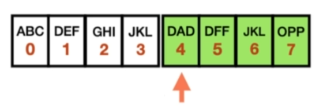 ABC DEF GHI JKL DAD DFF JKL OPP
0 1 2 3 4 5 6 7